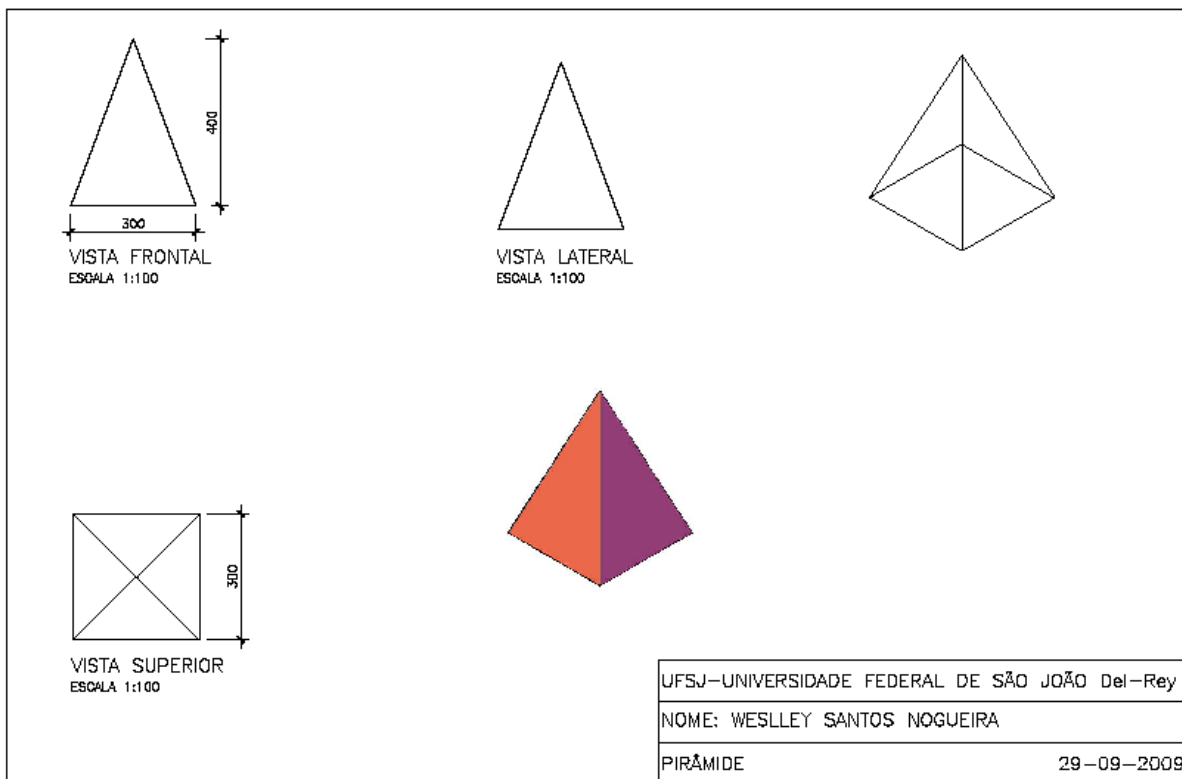 400
300
VISTA FRONTAL
ESCALA 1:100
VISTA LATERAL
ESCALA 1:100
300
VISTA SUPERIOR
ESCALA 1:100
UFSJ-UNIVERSIDADE FEDERAL DE SÃO JOÃO Del-Rey
NOME: WESLLEY SANTOS NOGUEIRA
PIRÂMIDE 29-09-2009